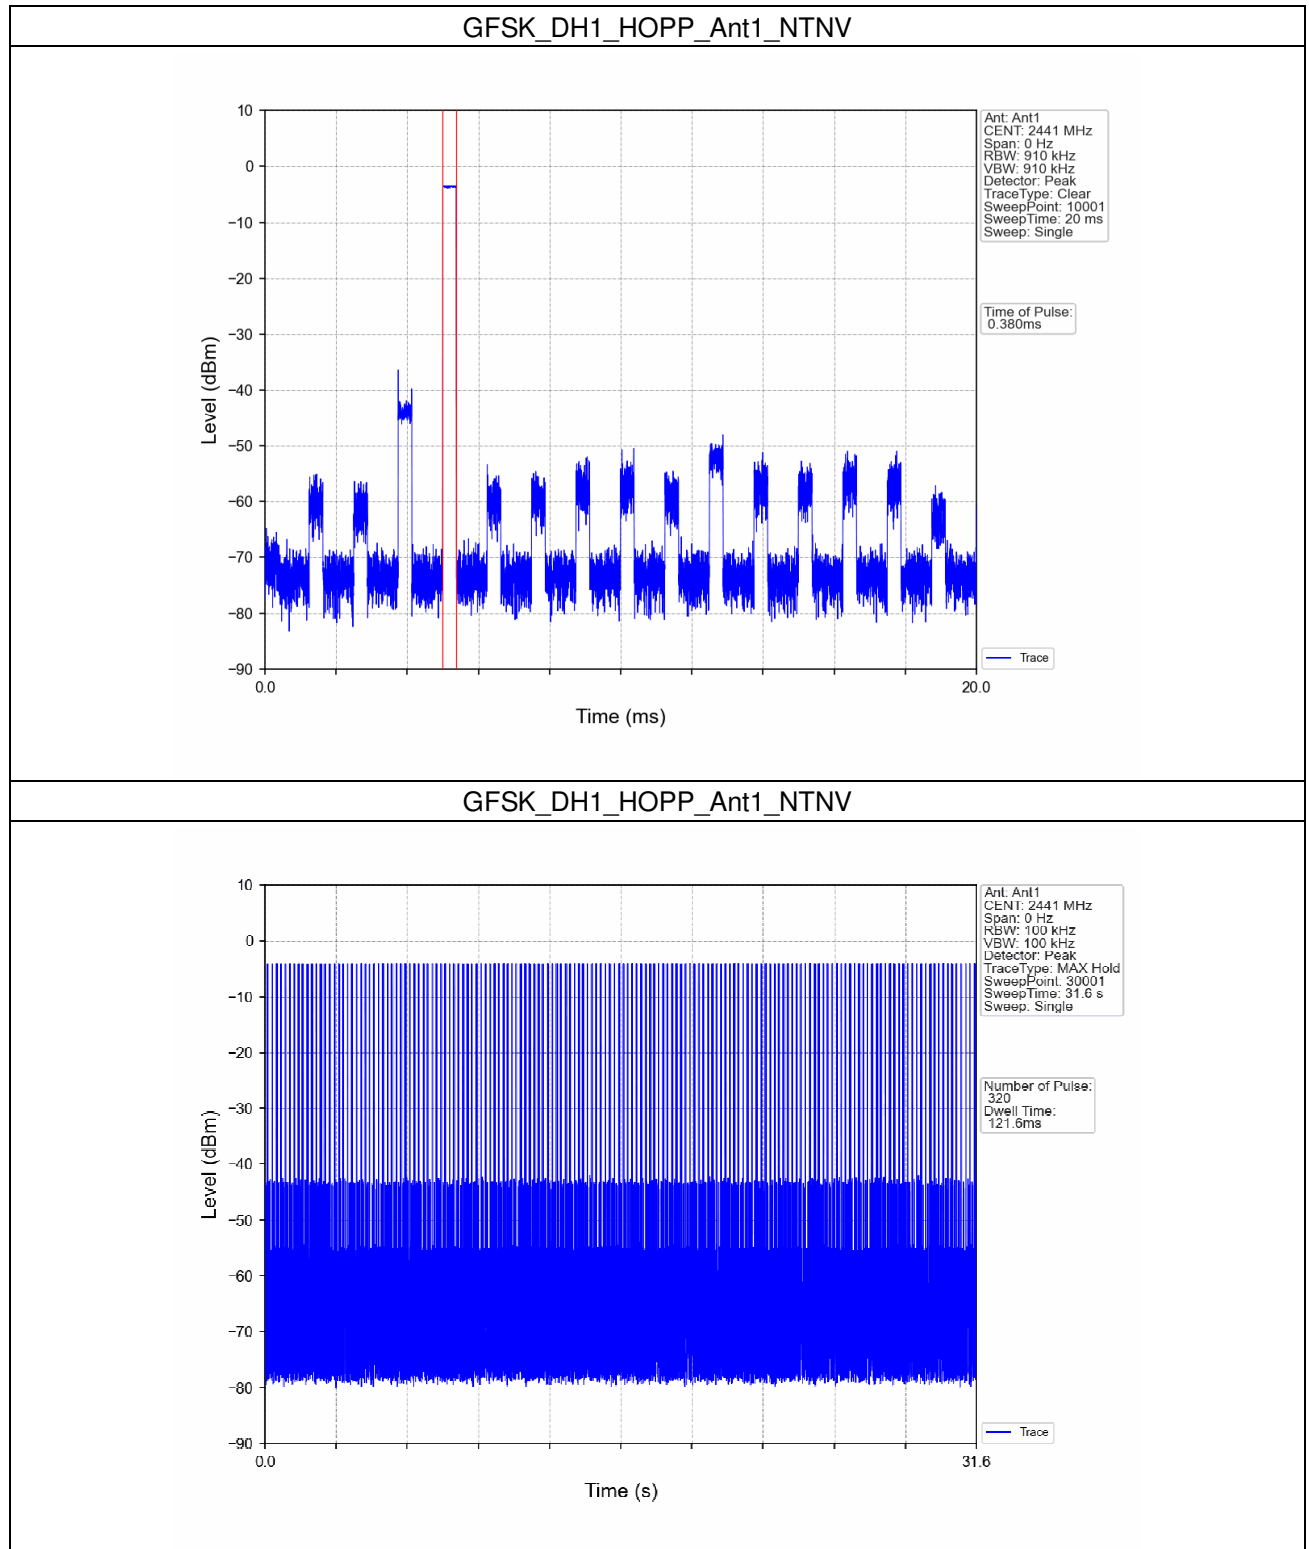 GFSK_DH1_HOPP_Ant1_NTNV
10
0
−10
−20
−30
−40
−50
−60
−70
−80
−90
Level (dBm)
0.0
20.0
Time (ms)
Ant: Ant1
CENT: 2441 MHz
Span: 0 Hz
RBW: 910 kHz
VBW: 910 kHz
Detector: Peak
TraceType: Clear
SweepPoint: 10001
SweepTime: 20 ms
Sweep: Single
Time of Pulse:
0.380ms
Trace
GFSK_DH1_HOPP_Ant1_NTNV
10
0
−10
−20
−30
−40
−50
−60
−70
−80
−90
Level (dBm)
0.0
31.6
Time (s)
Ant: Ant1
CENT: 2441 MHz
Span: 0 Hz
RBW: 100 kHz
VBW: 100 kHz
Detector: Peak
TraceType: MAX Hold
SweepPoint: 30001
SweepTime: 31.6 s
Sweep: Single
Number of Pulse:
320
Dwell Time:
121.6ms
Trace